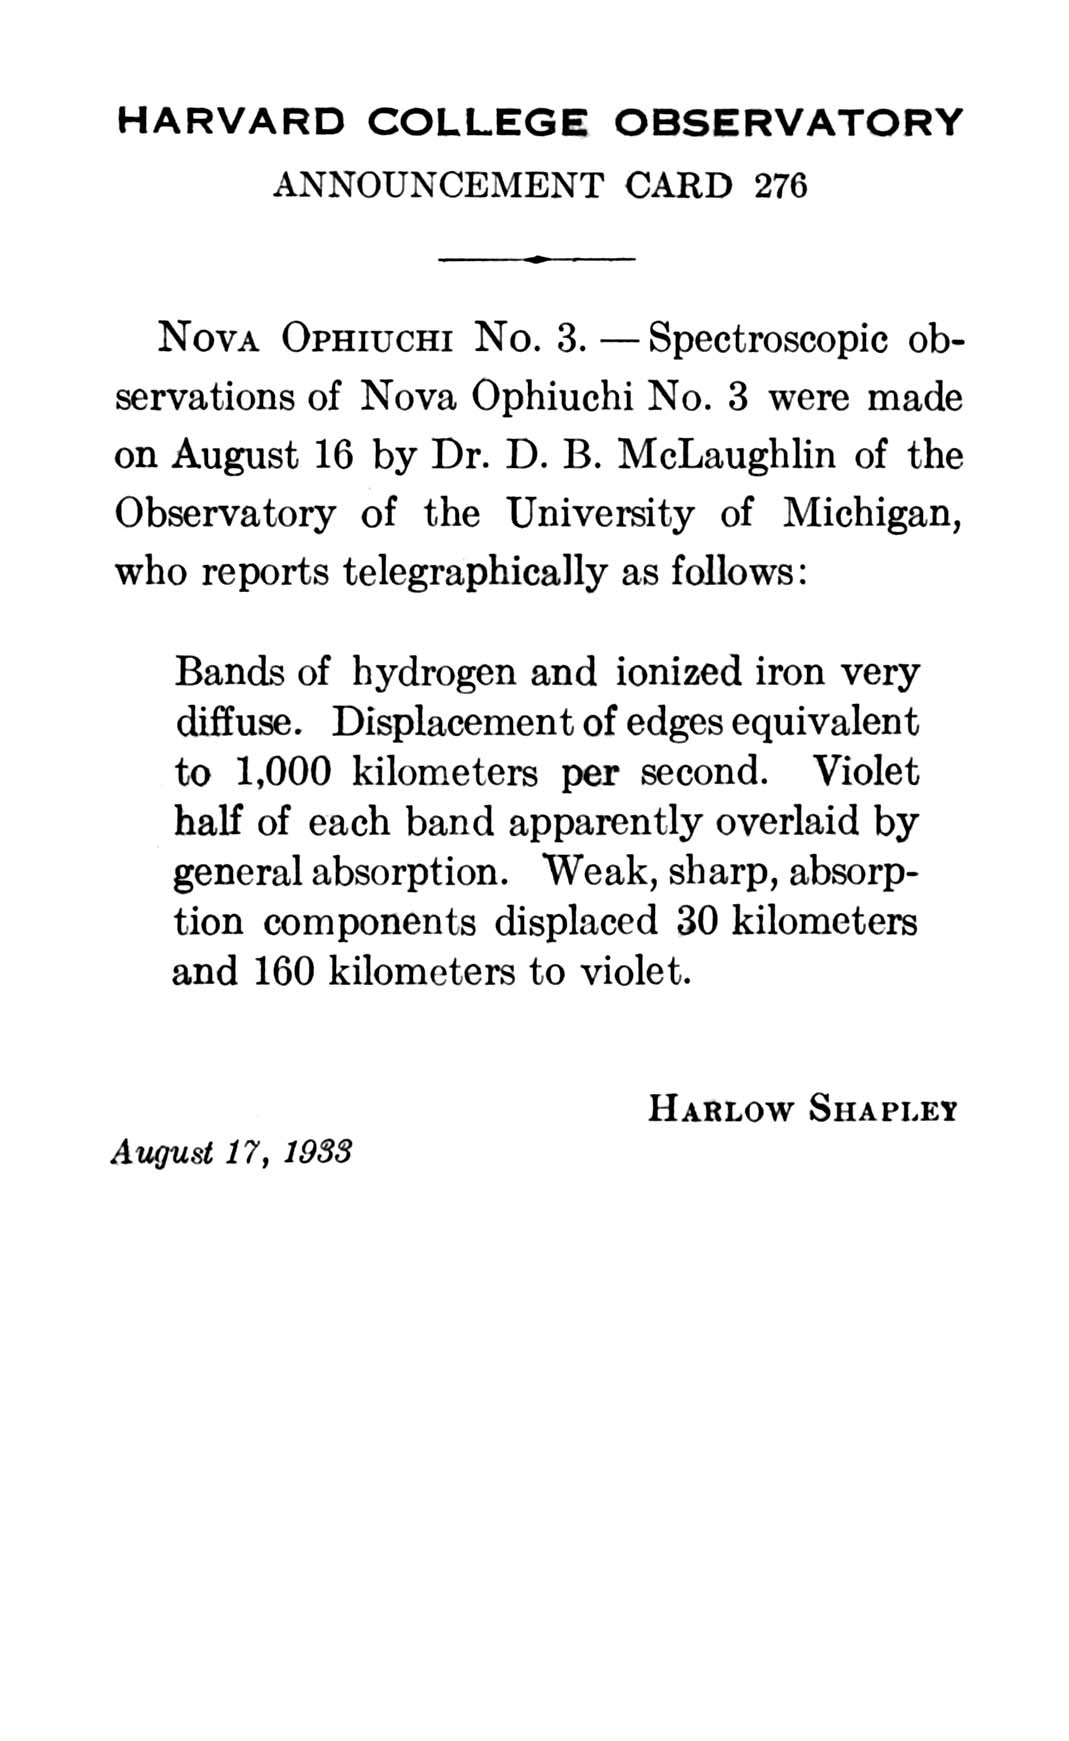 HARVARD COLLEGE OBSERVATORY
ANNOUNCEMENT CARD 276
NOVA OPHIUCHI NO. 3. — Spectroscopic ob-
servations of Nova Ophiuchi No. 3 were made
on August 16 by Dr. D. B. McLaughlin of the
Observatory of the University of Michigan,
who reports telegraphically as follows:
Bands of hydrogen and ionized iron very
diffuse. Displacement of edges equivalent
to 1,000 kilometers per second. Violet
half of each band apparently overlaid by
general absorption. Weak, sharp, absorp-
tion components displaced 30 kilometers
and 160 kilometers to violet.
HARLOW SHAPLEY
August 17, 1933